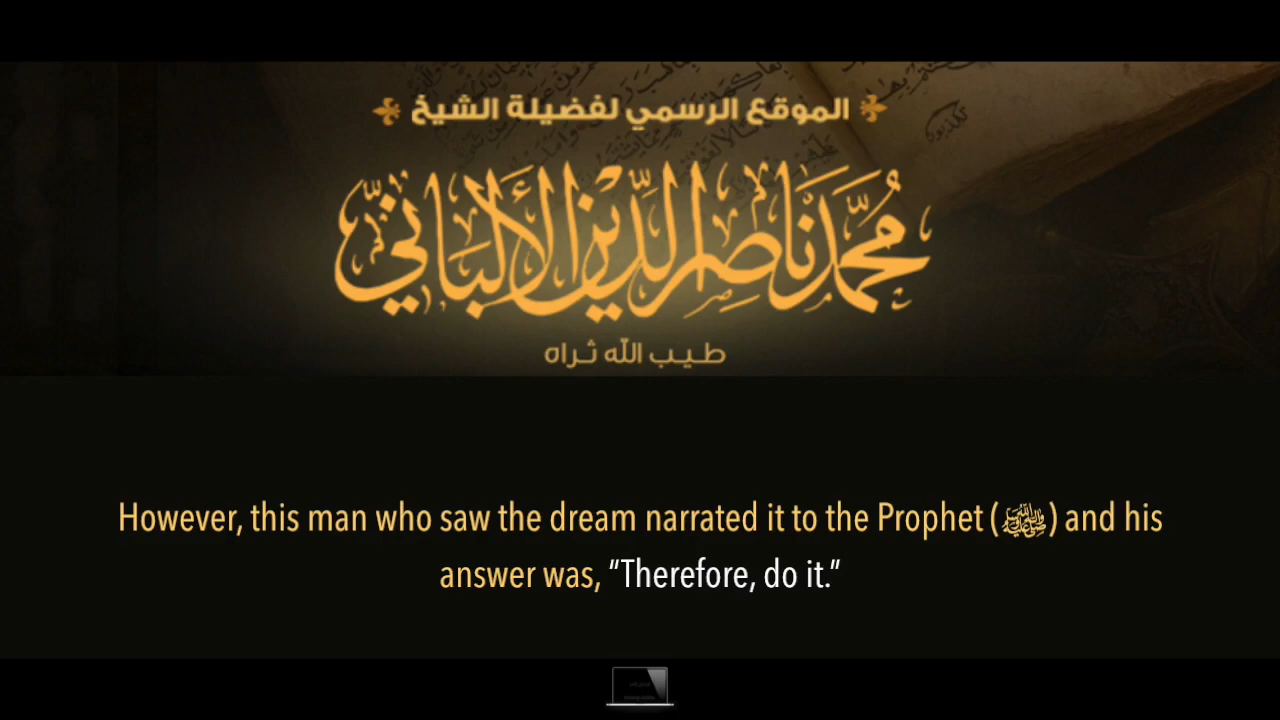 الموقع الرسمي لفضيلة الشيخ
محمد ناصر الدين الألباني
طيب الله ثراه
However, this man who saw the dream narrated it to the Prophet (ﷺ) and his
answer was, “Therefore, do it.”